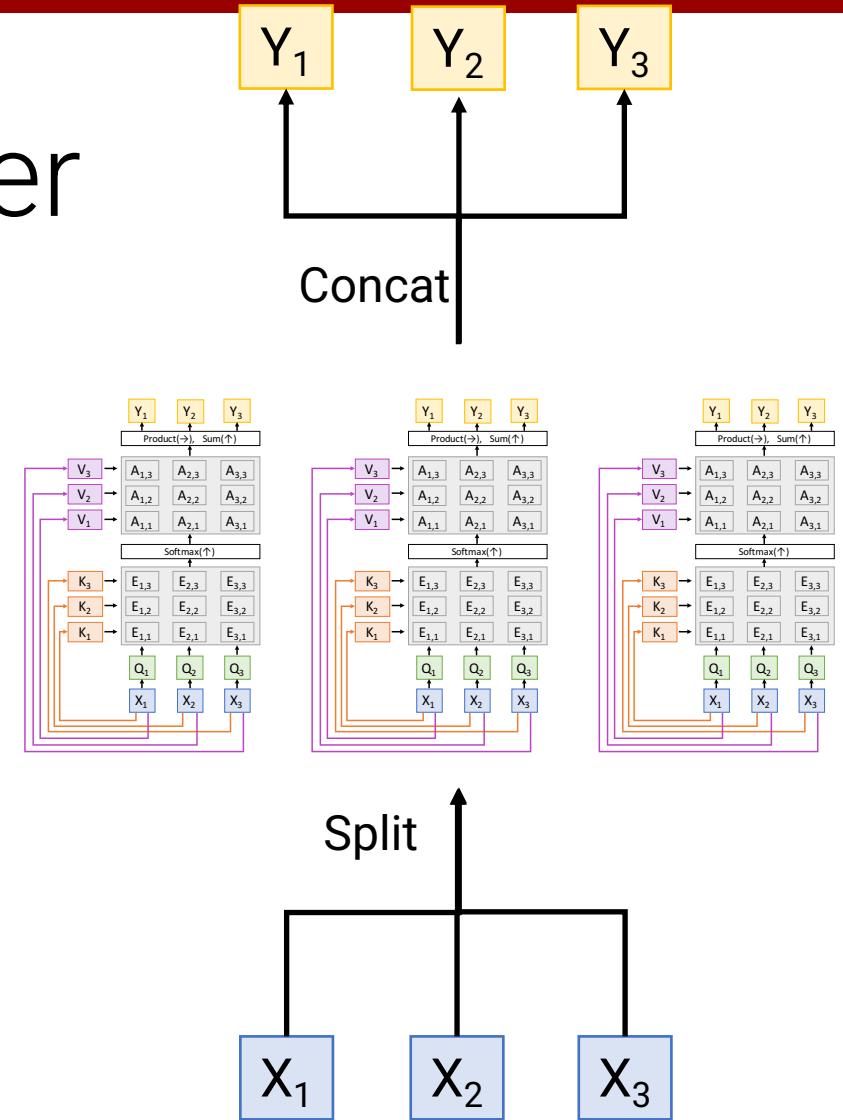 Y₁ Y₂ Y₃
er
Concat
Y₁ Y₂ Y₃ Y₁ Y₂ Y₃ Y₁ Y₂ Y₃
Product(→), Sum(↑) Product(→), Sum(↑) Product(→), Sum(↑)
V₃ A₁,₃ A₂,₃ A₃,₃ V₃ A₁,₃ A₂,₃ A₃,₃ V₃ A₁,₃ A₂,₃ A₃,₃
V₂ A₁,₂ A₂,₂ A₃,₂ V₂ A₁,₂ A₂,₂ A₃,₂ V₂ A₁,₂ A₂,₂ A₃,₂
V₁ A₁,₁ A₂,₁ A₃,₁ V₁ A₁,₁ A₂,₁ A₃,₁ V₁ A₁,₁ A₂,₁ A₃,₁
Softmax(↑) Softmax(↑) Softmax(↑)
K₃ E₁,₃ E₂,₃ E₃,₃ K₃ E₁,₃ E₂,₃ E₃,₃ K₃ E₁,₃ E₂,₃ E₃,₃
K₂ E₁,₂ E₂,₂ E₃,₂ K₂ E₁,₂ E₂,₂ E₃,₂ K₂ E₁,₂ E₂,₂ E₃,₂
K₁ E₁,₁ E₂,₁ E₃,₁ K₁ E₁,₁ E₂,₁ E₃,₁ K₁ E₁,₁ E₂,₁ E₃,₁
Q₁ Q₂ Q₃ Q₁ Q₂ Q₃ Q₁ Q₂ Q₃
X₁ X₂ X₃ X₁ X₂ X₃ X₁ X₂ X₃
Split
X₁ X₂ X₃